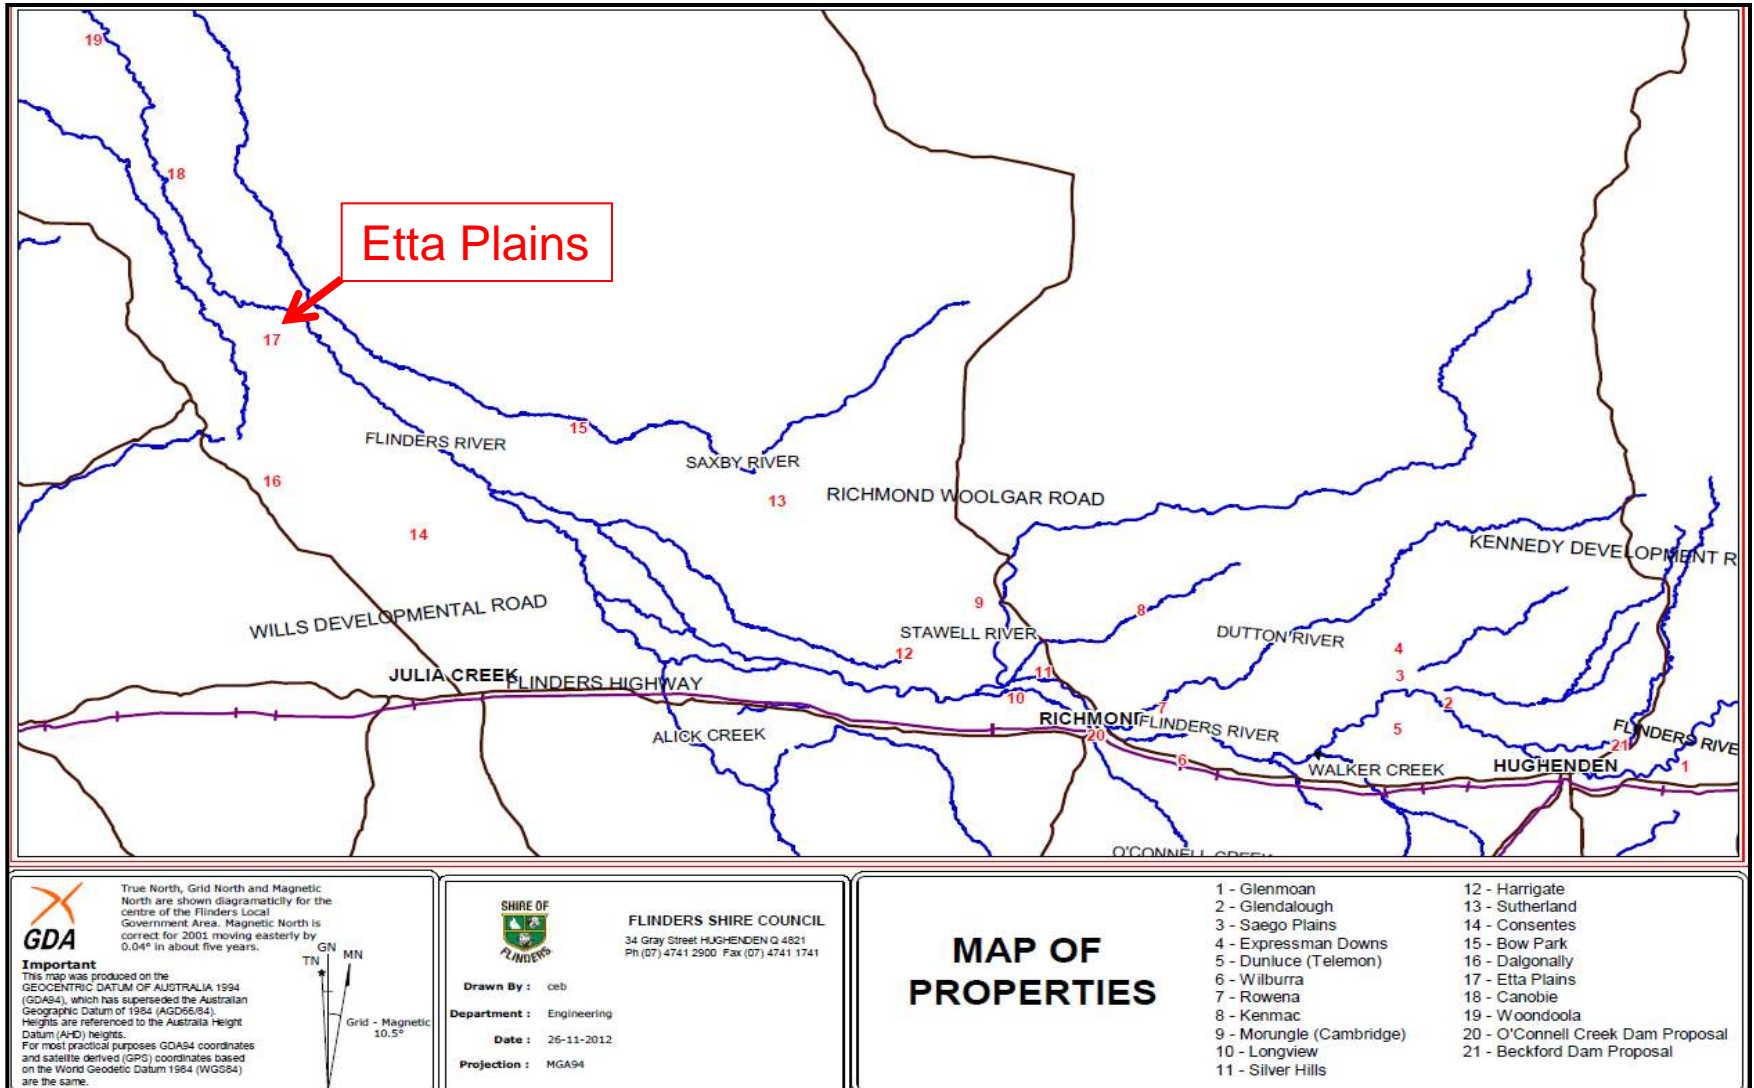 19
18
Etta Plains
17
15
FLINDERS RIVER
SAXBY RIVER
16
13
RICHMOND WOOLGAR ROAD
14
KENNEDY DEVELOPMENT R
9
8
WILLS DEVELOPMENTAL ROAD
STAWELL RIVER
DUTTON RIVER
12
4
11
3
JULIA CREEK
FLINDERS HIGHWAY
10
7
2
RICHMOND
FLINDERS RIVER
5
FLINDERS RIVE
ALICK CREEK
20
21
6
WALKER CREEK
HUGHENDEN
1
O'CONNELL CREEK
GDA
True North, Grid North and Magnetic
North are shown diagramaticlly for the
centre of the Flinders Local
Government Area. Magnetic North is
correct for 2001 moving easterly by
0.04° in about five years.
Important
This map was produced on the
GEOCENTRIC DATUM OF AUSTRALIA 1994
(GDA94), which has superseded the Australian
Geographic Datum of 1984 (AGD66/84).
Heights are referenced to the Australia Height
Datum (AHD) heights.
For most practical purposes GDA94 coordinates
and satellite derived (GPS) coordinates based
on the World Geodetic Datum 1984 (WGS84)
are the same.
GN
TN
MN
Grid - Magnetic
10.5°
SHIRE OF
FLINDERS
FLINDERS SHIRE COUNCIL
34 Gray Street HUGHENDEN Q 4821
Ph (07) 4741 2900 Fax (07) 4741 1741
Drawn By : ceb
Department : Engineering
Date : 26-11-2012
Projection : MGA94
MAP OF
PROPERTIES
1 - Glenmoan
2 - Glendalough
3 - Saego Plains
4 - Expressman Downs
5 - Dunluce (Telemon)
6 - Wilburra
7 - Rowena
8 - Kenmac
9 - Morungle (Cambridge)
10 - Longview
11 - Silver Hills
12 - Harrigate
13 - Sutherland
14 - Consentes
15 - Bow Park
16 - Dalgonally
17 - Etta Plains
18 - Canobie
19 - Woondoola
20 - O'Connell Creek Dam Proposal
21 - Beckford Dam Proposal